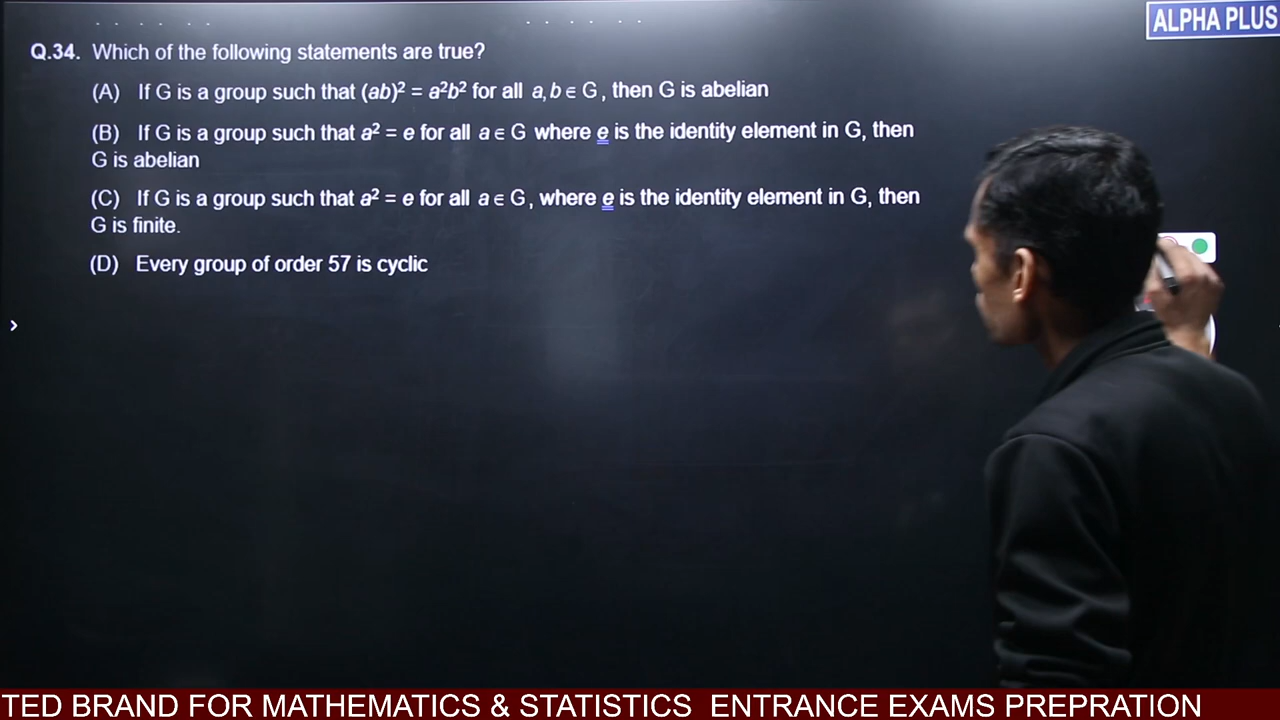 ALPHA PLUS
Q.34. Which of the following statements are true?
(A) If G is a group such that (ab)² = a²b² for all a, b ∈ G, then G is abelian
(B) If G is a group such that a² = e for all a ∈ G where e is the identity element in G, then
G is abelian
(C) If G is a group such that a² = e for all a ∈ G, where e is the identity element in G, then
G is finite.
(D) Every group of order 57 is cyclic
TED BRAND FOR MATHEMATICS & STATISTICS ENTRANCE EXAMS PREPRATION